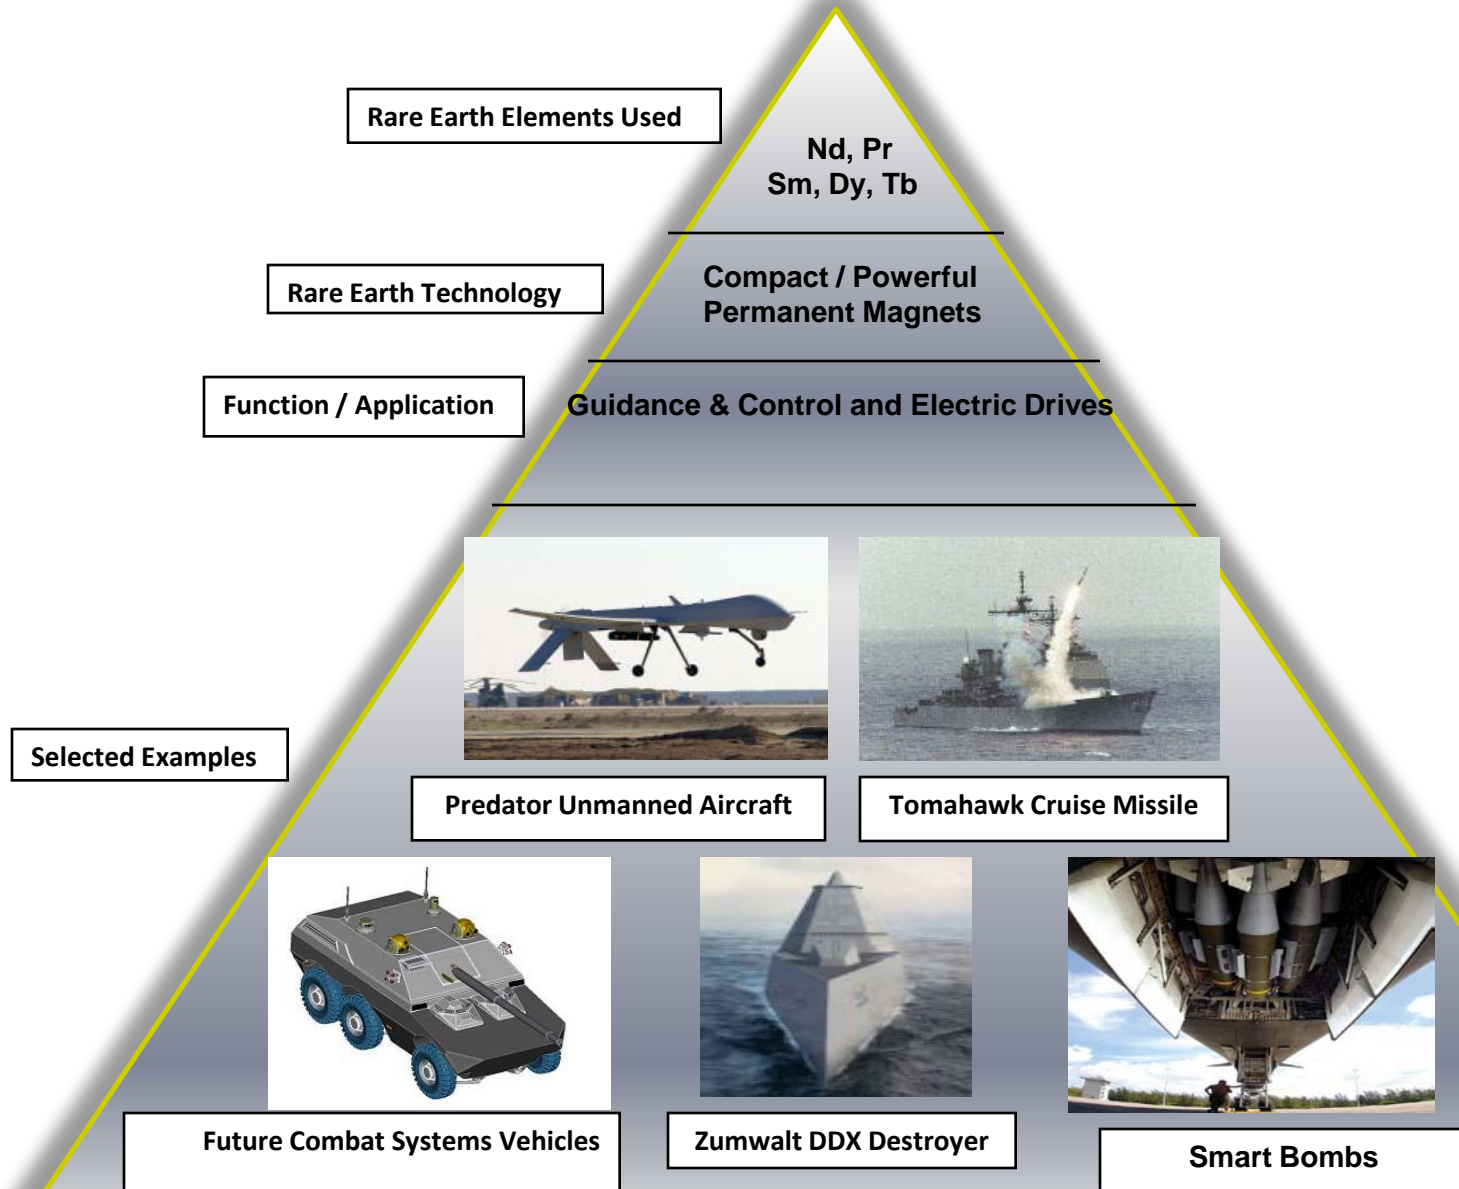 Rare Earth Elements Used
Nd, Pr
Sm, Dy, Tb
Rare Earth Technology
Compact / Powerful
Permanent Magnets
Function / Application
Guidance & Control and Electric Drives
Selected Examples
Predator Unmanned Aircraft
Tomahawk Cruise Missile
Future Combat Systems Vehicles
Zumwalt DDX Destroyer
Smart Bombs